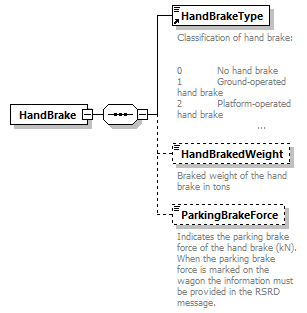 HandBrakeType
Classification of hand brake:
0 No hand brake
1 Ground-operated
hand brake
2 Platform-operated
hand brake
...
HandBrake
HandBrakedWeight
Braked weight of the hand
brake in tons
ParkingBrakeForce
Indicates the parking brake
force of the hand brake (kN).
When the parking brake
force is marked on the
wagon the information must
be provided in the RSRD
message.